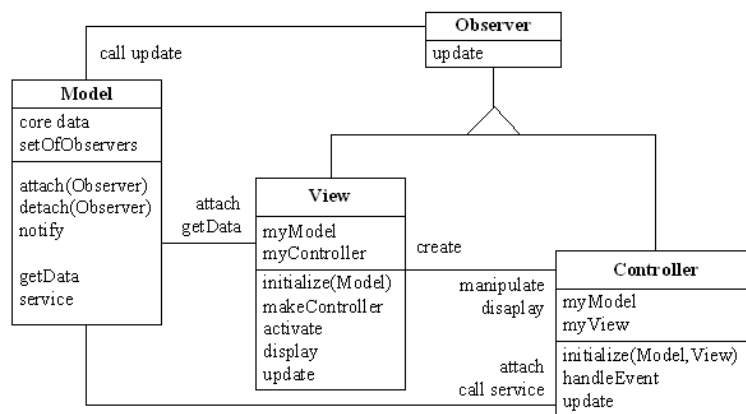 Observer
update
call update
Model
core data
setOfObservers
attach(Observer)
detach(Observer)
notify
getData
service
attach
getData
View
myModel
myController
initialize(Model)
makeController
activate
display
update
create
manipulate
disaplay
Controller
myModel
myView
initialize(Model,View)
handleEvent
update
attach
call service